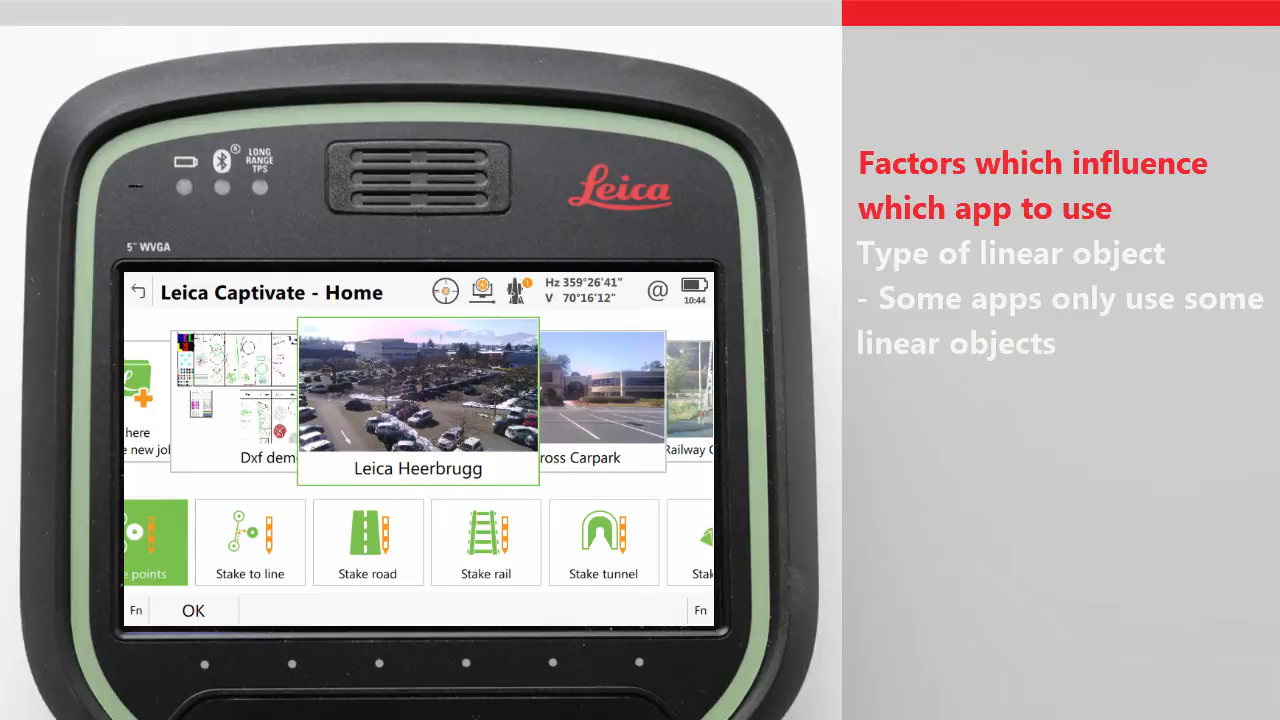 Factors which influence
which app to use
Type of linear object
- Some apps only use some
linear objects
LONG
RANGE
TPS
Leica
5" WVGA
Leica Captivate - Home
Hz 359°26'41"
V 70°16'12"
@
10:44
here
e new jol
Dxf dem
Leica Heerbrugg
ross Carpark
Railway C
e points
Stake to line
Stake road
Stake rail
Stake tunnel
Stak
Fn
OK
Fn